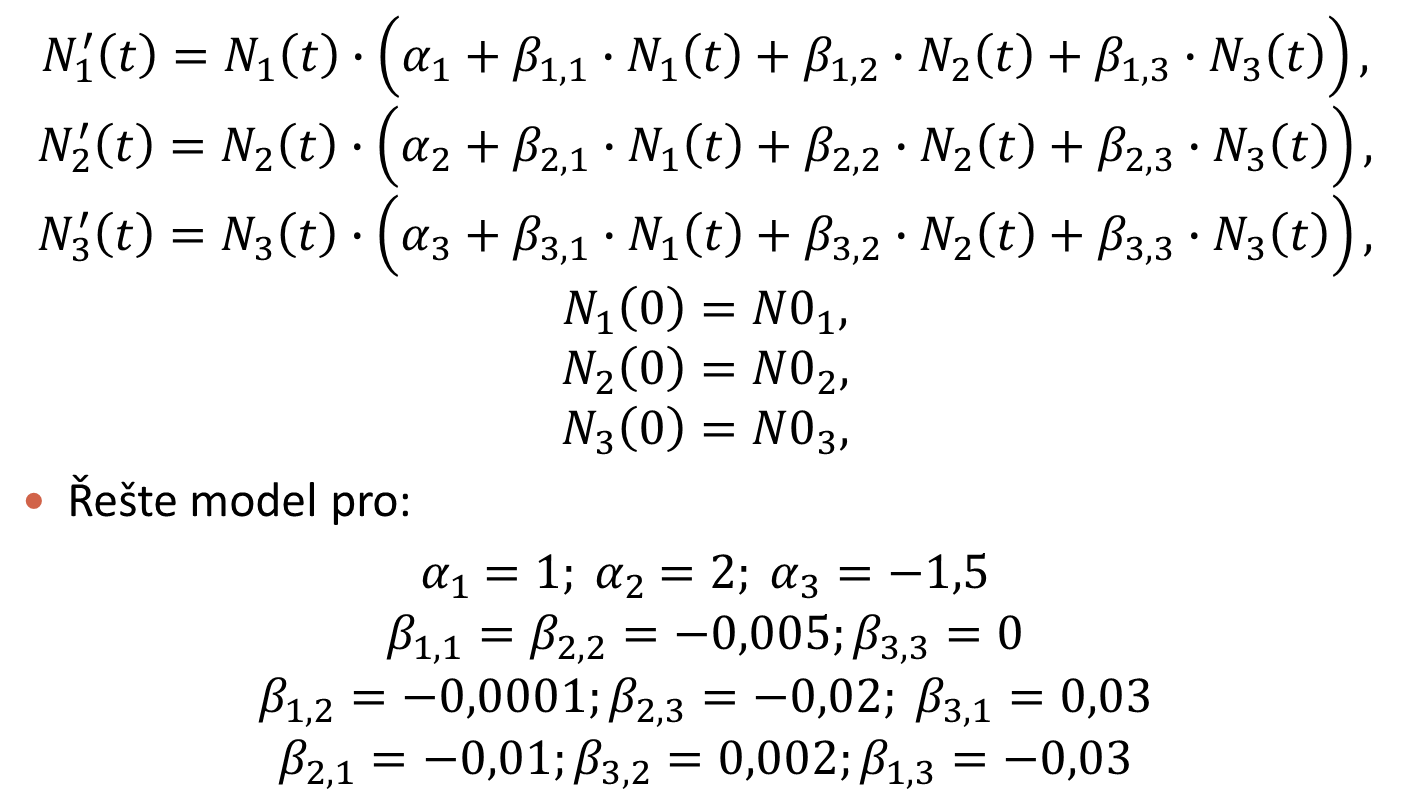 N₁′(t) = N₁(t) · (α₁ + β₁,₁ · N₁(t) + β₁,₂ · N₂(t) + β₁,₃ · N₃(t)),
N₂′(t) = N₂(t) · (α₂ + β₂,₁ · N₁(t) + β₂,₂ · N₂(t) + β₂,₃ · N₃(t)),
N₃′(t) = N₃(t) · (α₃ + β₃,₁ · N₁(t) + β₃,₂ · N₂(t) + β₃,₃ · N₃(t)),
N₁(0) = N0₁,
N₂(0) = N0₂,
N₃(0) = N0₃,
• Řešte model pro:
α₁ = 1; α₂ = 2; α₃ = −1,5
β₁,₁ = β₂,₂ = −0,005; β₃,₃ = 0
β₁,₂ = −0,0001; β₂,₃ = −0,02; β₃,₁ = 0,03
β₂,₁ = −0,01; β₃,₂ = 0,002; β₁,₃ = −0,03